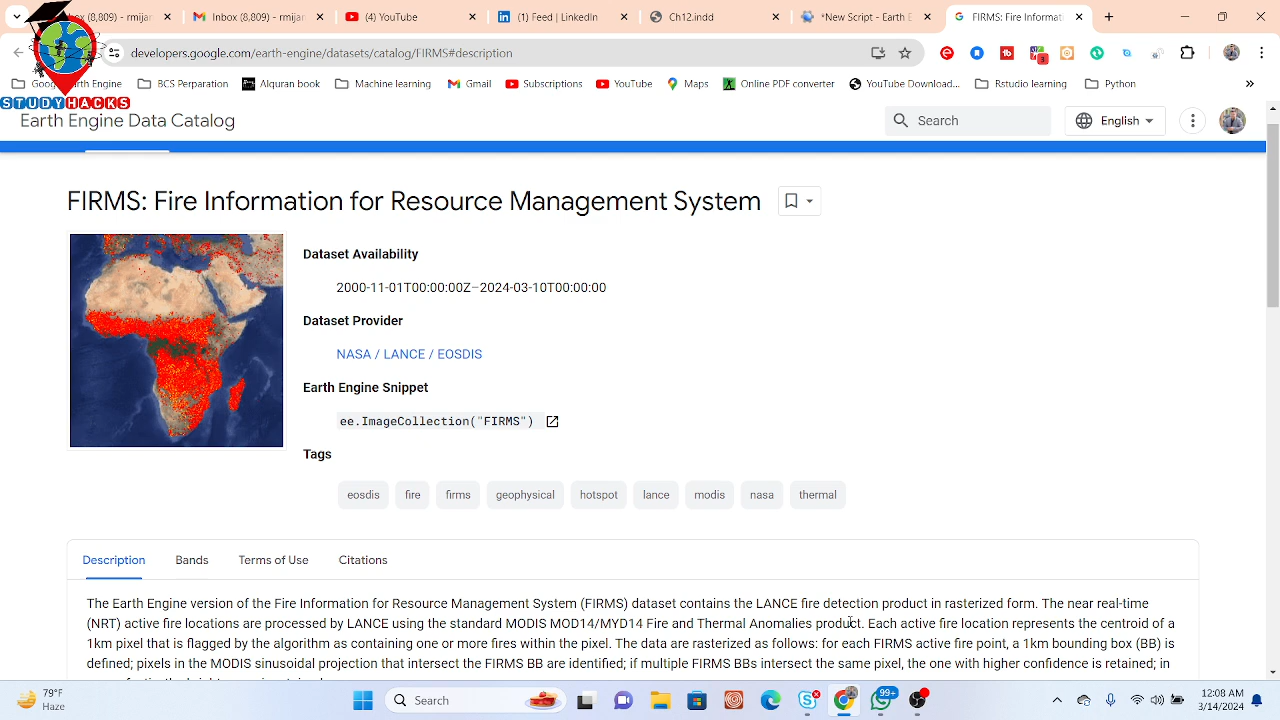 Inbox (8,809) - rmijar
Inbox (8,809) - rmijar
(4) YouTube
(1) Feed | LinkedIn
Ch12.indd
*New Script - Earth E
FIRMS: Fire Informat
developers.google.com/earth-engine/datasets/catalog/FIRMS#description
3
Goog
Engine
BCS Perparation
Alquran book
Machine learning
Gmail
Subscriptions
YouTube
Maps
Online PDF converter
YouTube Download...
Rstudio learning
Python
STUDYHACKS
Earth Engine Data Catalog
Search
English
FIRMS: Fire Information for Resource Management System
Dataset Availability
2000-11-01T00:00:00Z–2024-03-10T00:00:00
Dataset Provider
NASA / LANCE / EOSDIS
Earth Engine Snippet
ee.ImageCollection("FIRMS")
Tags
eosdis
fire
firms
geophysical
hotspot
lance
modis
nasa
thermal
Description
Bands
Terms of Use
Citations
The Earth Engine version of the Fire Information for Resource Management System (FIRMS) dataset contains the LANCE fire detection product in rasterized form. The near real-time
(NRT) active fire locations are processed by LANCE using the standard MODIS MOD14/MYD14 Fire and Thermal Anomalies product. Each active fire location represents the centroid of a
1km pixel that is flagged by the algorithm as containing one or more fires within the pixel. The data are rasterized as follows: for each FIRMS active fire point, a 1km bounding box (BB) is
defined; pixels in the MODIS sinusoidal projection that intersect the FIRMS BB are identified; if multiple FIRMS BBs intersect the same pixel, the one with higher confidence is retained; in
79°F
Haze
Search
99+
12:08 AM
3/14/2024